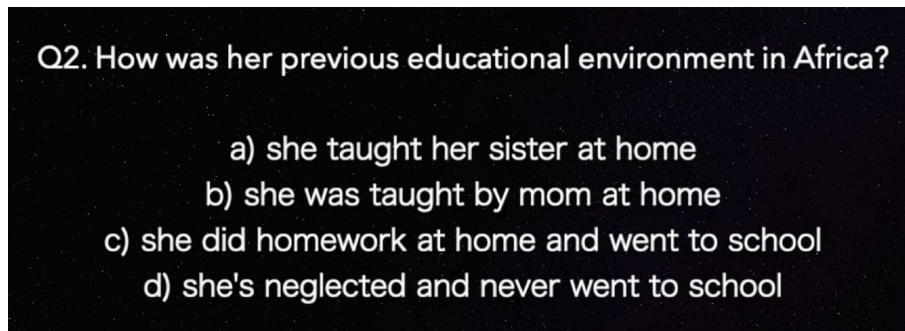 Q2. How was her previous educational environment in Africa?
a) she taught her sister at home
b) she was taught by mom at home
c) she did homework at home and went to school
d) she's neglected and never went to school